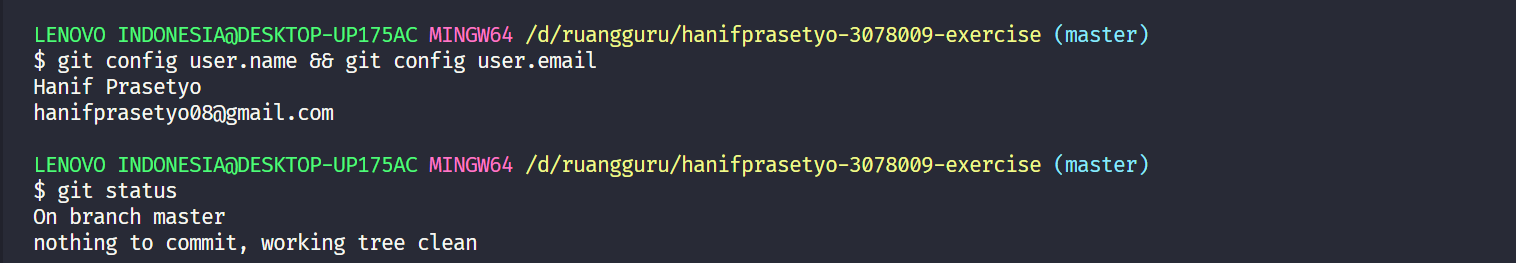 LENOVO INDONESIA@DESKTOP-UP175AC MINGW64 /d/ruangguru/hanifprasetyo-3078009-exercise (master)
$ git config user.name && git config user.email
Hanif Prasetyo
hanifprasetyo08@gmail.com
LENOVO INDONESIA@DESKTOP-UP175AC MINGW64 /d/ruangguru/hanifprasetyo-3078009-exercise (master)
$ git status
On branch master
nothing to commit, working tree clean